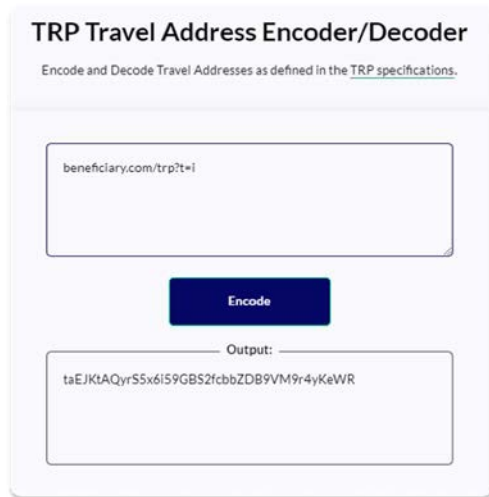 TRP Travel Address Encoder/Decoder
Encode and Decode Travel Addresses as defined in the TRP specifications.
beneficiary.com/trp?t=i
Encode
Output:
taEJKtAQyrS5x6i59GBS2fcbbZDB9VM9r4yKeWR